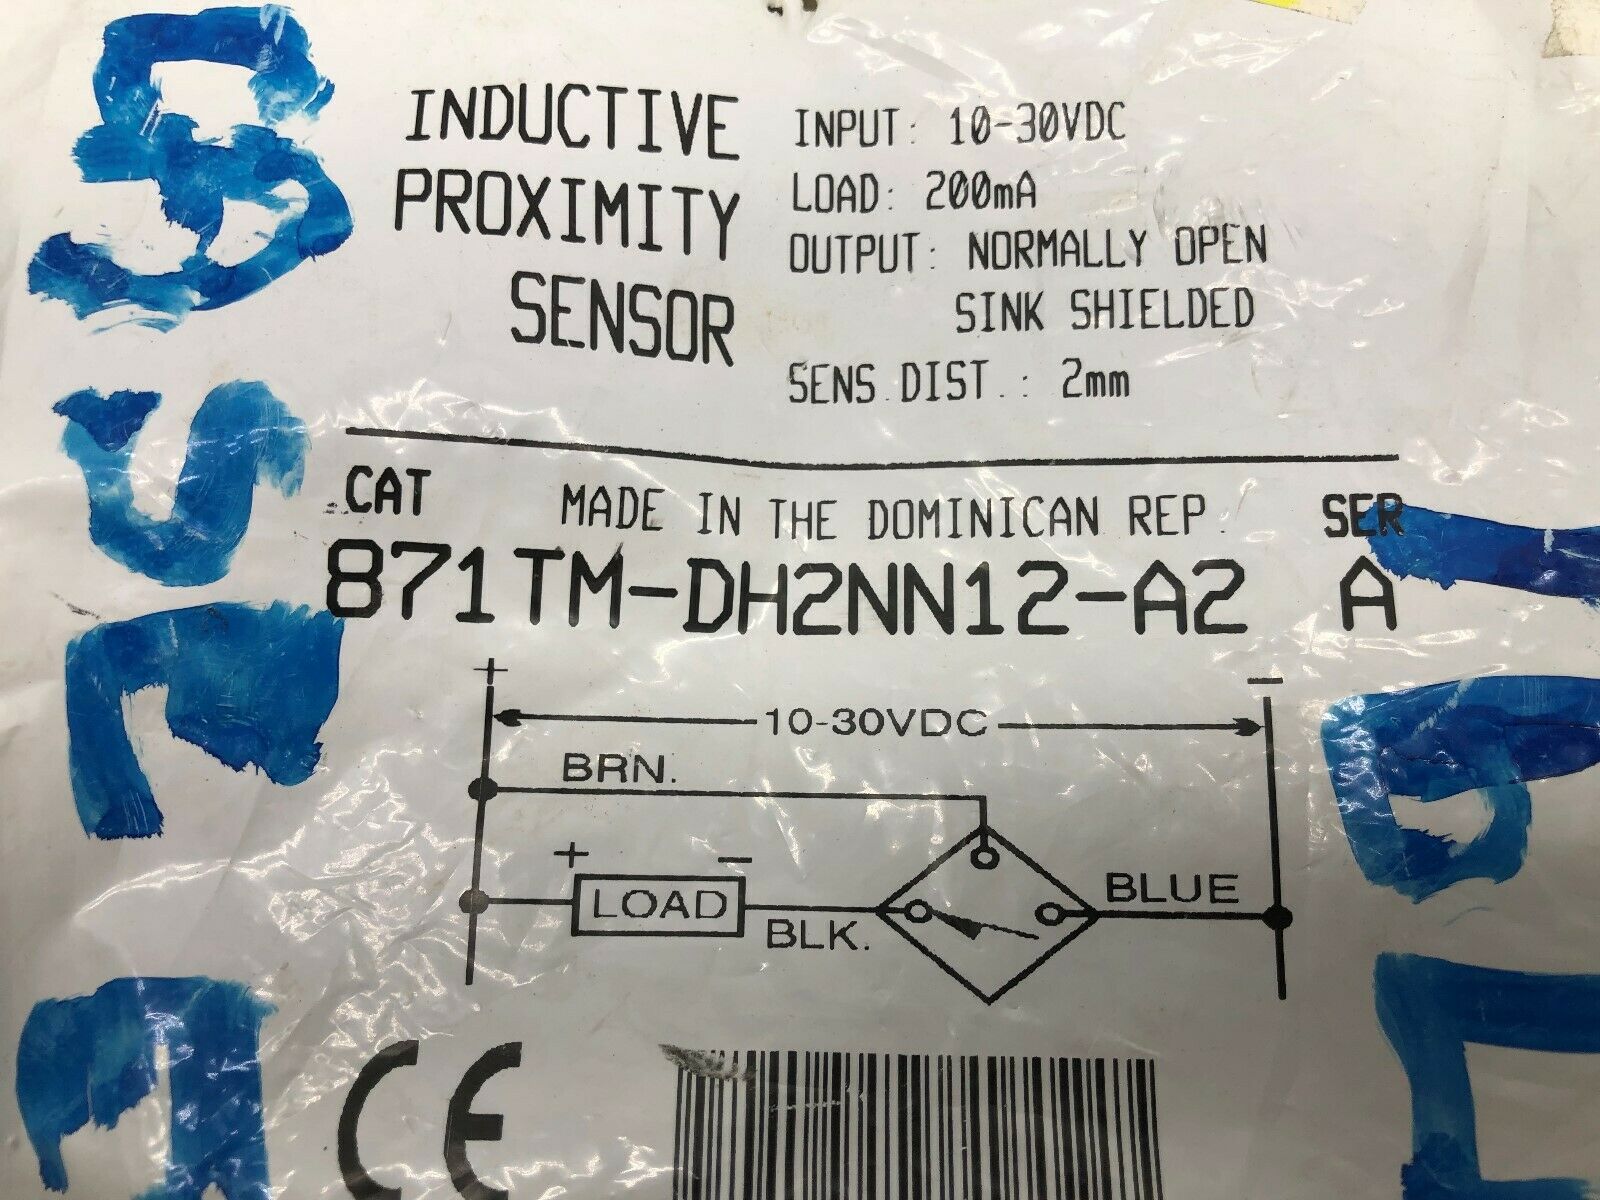 INDUCTIVE
PROXIMITY
SENSOR
INPUT: 10-30VDC
LOAD: 200mA
OUTPUT: NORMALLY OPEN
SINK SHIELDED
SENS.DIST.: 2mm
CAT MADE IN THE DOMINICAN REP. SER
871TM-DH2NN12-A2 A
+ −
10-30VDC
BRN.
+ −
LOAD
BLK.
BLUE
CE